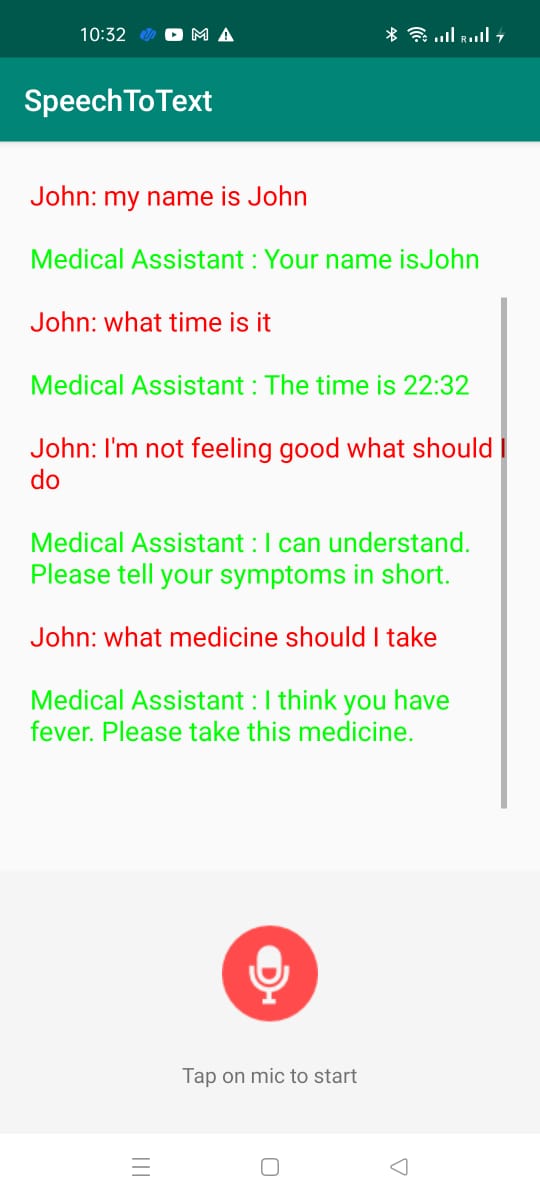 10:32
SpeechToText
John: my name is John
Medical Assistant : Your name isJohn
John: what time is it
Medical Assistant : The time is 22:32
John: I'm not feeling good what should I
do
Medical Assistant : I can understand.
Please tell your symptoms in short.
John: what medicine should I take
Medical Assistant : I think you have
fever. Please take this medicine.
Tap on mic to start